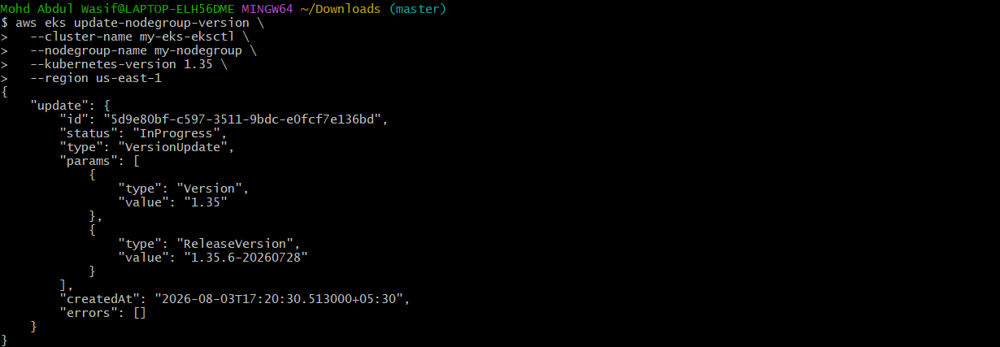 Mohd Abdul Wasif@LAPTOP-ELH56DME MINGW64 ~/Downloads (master)
$ aws eks update-nodegroup-version \
>   --cluster-name my-eks-eksctl \
>   --nodegroup-name my-nodegroup \
>   --kubernetes-version 1.35 \
>   --region us-east-1
{
    "update": {
        "id": "5d9e80bf-c597-3511-9bdc-e0fcf7e136bd",
        "status": "InProgress",
        "type": "VersionUpdate",
        "params": [
            {
                "type": "Version",
                "value": "1.35"
            },
            {
                "type": "ReleaseVersion",
                "value": "1.35.6-20260728"
            }
        ],
        "createdAt": "2026-08-03T17:20:30.513000+05:30",
        "errors": []
    }
}